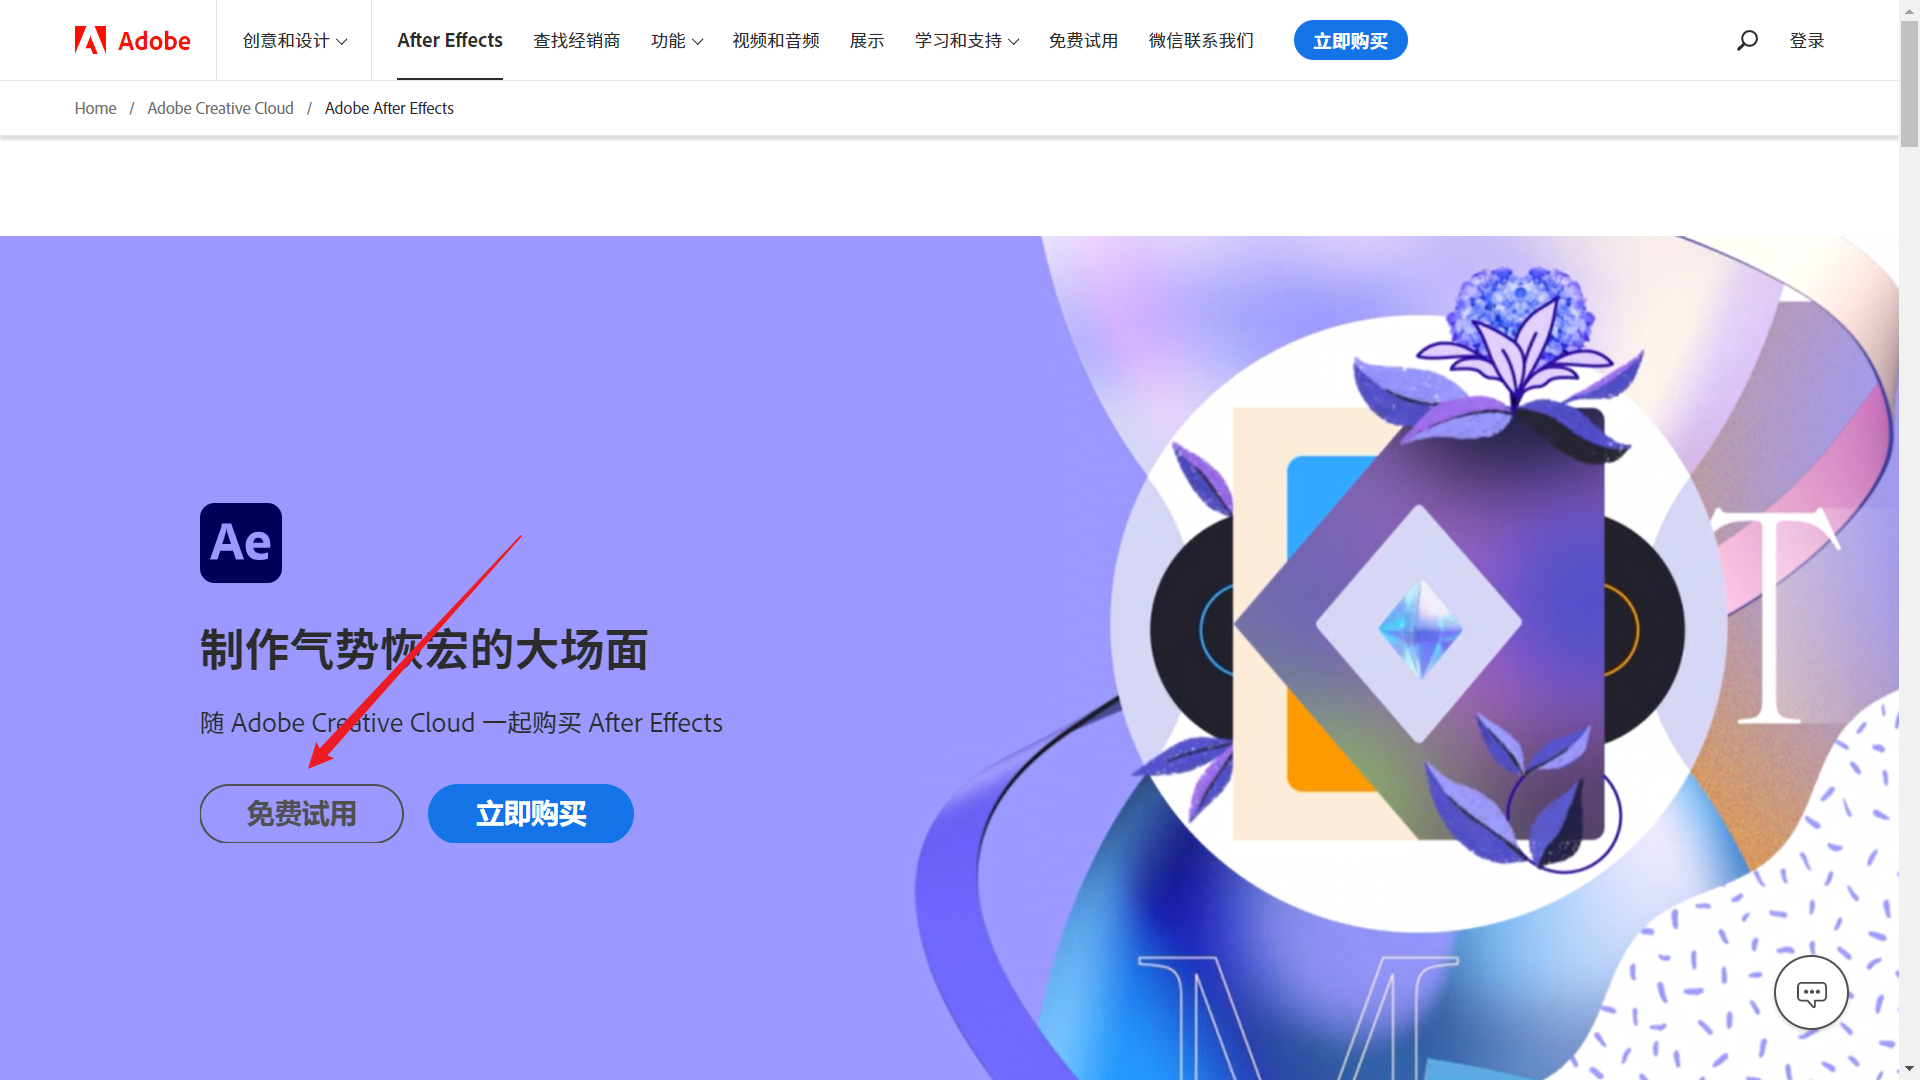 Adobe
创意和设计
After Effects
查找经销商
功能
视频和音频
展示
学习和支持
免费试用
微信联系我们
立即购买
登录
Home / Adobe Creative Cloud / Adobe After Effects
Ae
制作气势恢宏的大场面
随 Adobe Creative Cloud 一起购买 After Effects
免费试用
立即购买
T
M